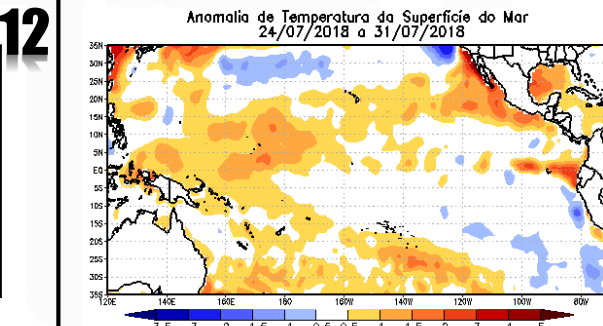 12
Anomalia de Temperatura da Superfície do Mar
24/07/2018 a 31/07/2018
35N
30N
25N
20N
15N
10N
5N
EQ
5S
10S
15S
20S
25S
30S
35S
120E 140E 160E 180 160W 140W 120W 100W 80W